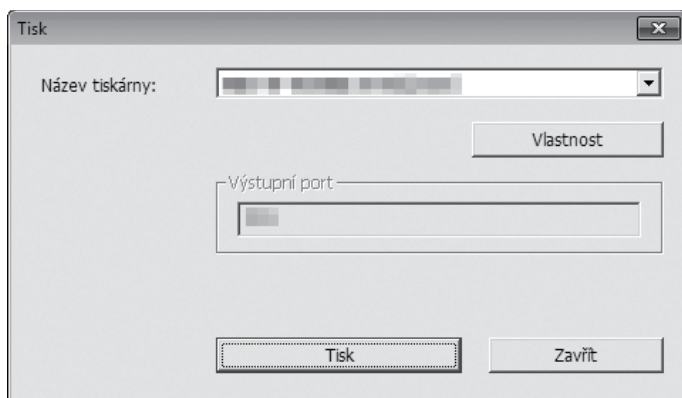 Tisk
Název tiskárny:
Vlastnost
Výstupní port
Tisk Zavřít